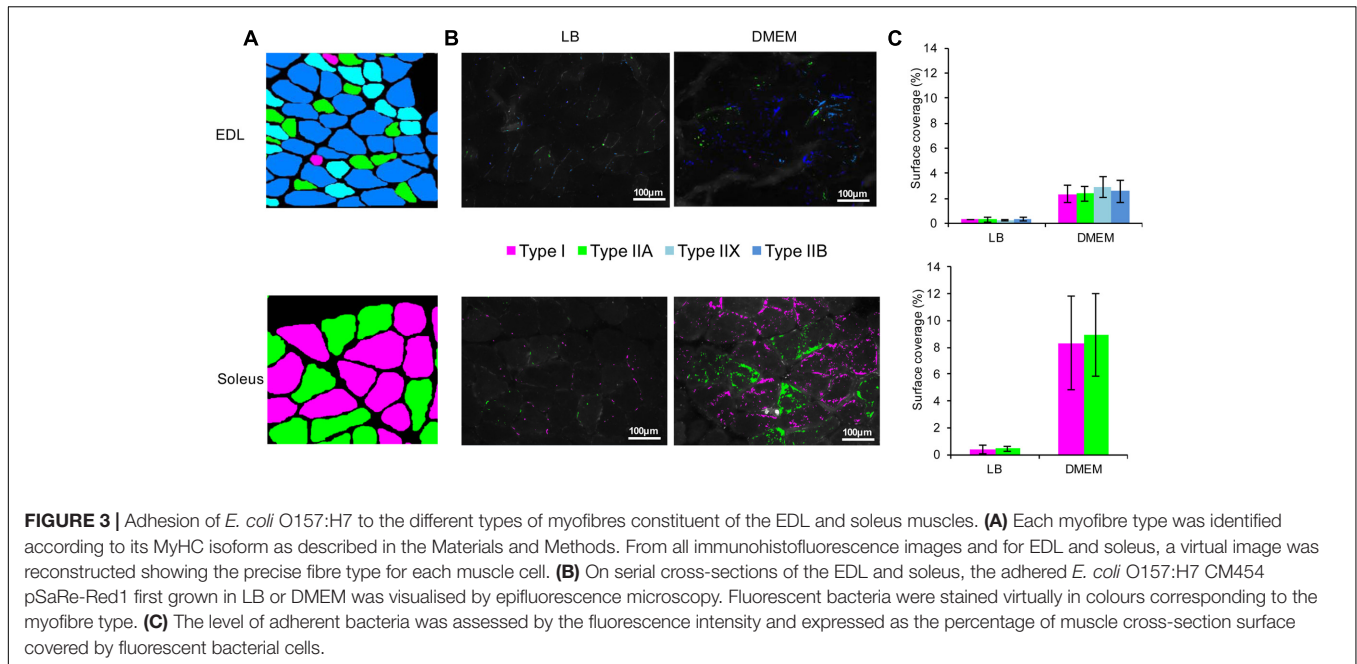 A
B
LB
DMEM
C
EDL
100µm
100µm
Surface coverage (%)
14
12
10
8
6
4
2
0
LB
DMEM
Type I
Type IIA
Type IIX
Type IIB
Soleus
100µm
100µm
Surface coverage (%)
14
12
10
8
6
4
2
0
LB
DMEM
FIGURE 3 | Adhesion of E. coli O157:H7 to the different types of myofibres constituent of the EDL and soleus muscles. (A) Each myofibre type was identified
according to its MyHC isoform as described in the Materials and Methods. From all immunohistofluorescence images and for EDL and soleus, a virtual image was
reconstructed showing the precise fibre type for each muscle cell. (B) On serial cross-sections of the EDL and soleus, the adhered E. coli O157:H7 CM454
pSaRe-Red1 first grown in LB or DMEM was visualised by epifluorescence microscopy. Fluorescent bacteria were stained virtually in colours corresponding to the
myofibre type. (C) The level of adherent bacteria was assessed by the fluorescence intensity and expressed as the percentage of muscle cross-section surface
covered by fluorescent bacterial cells.